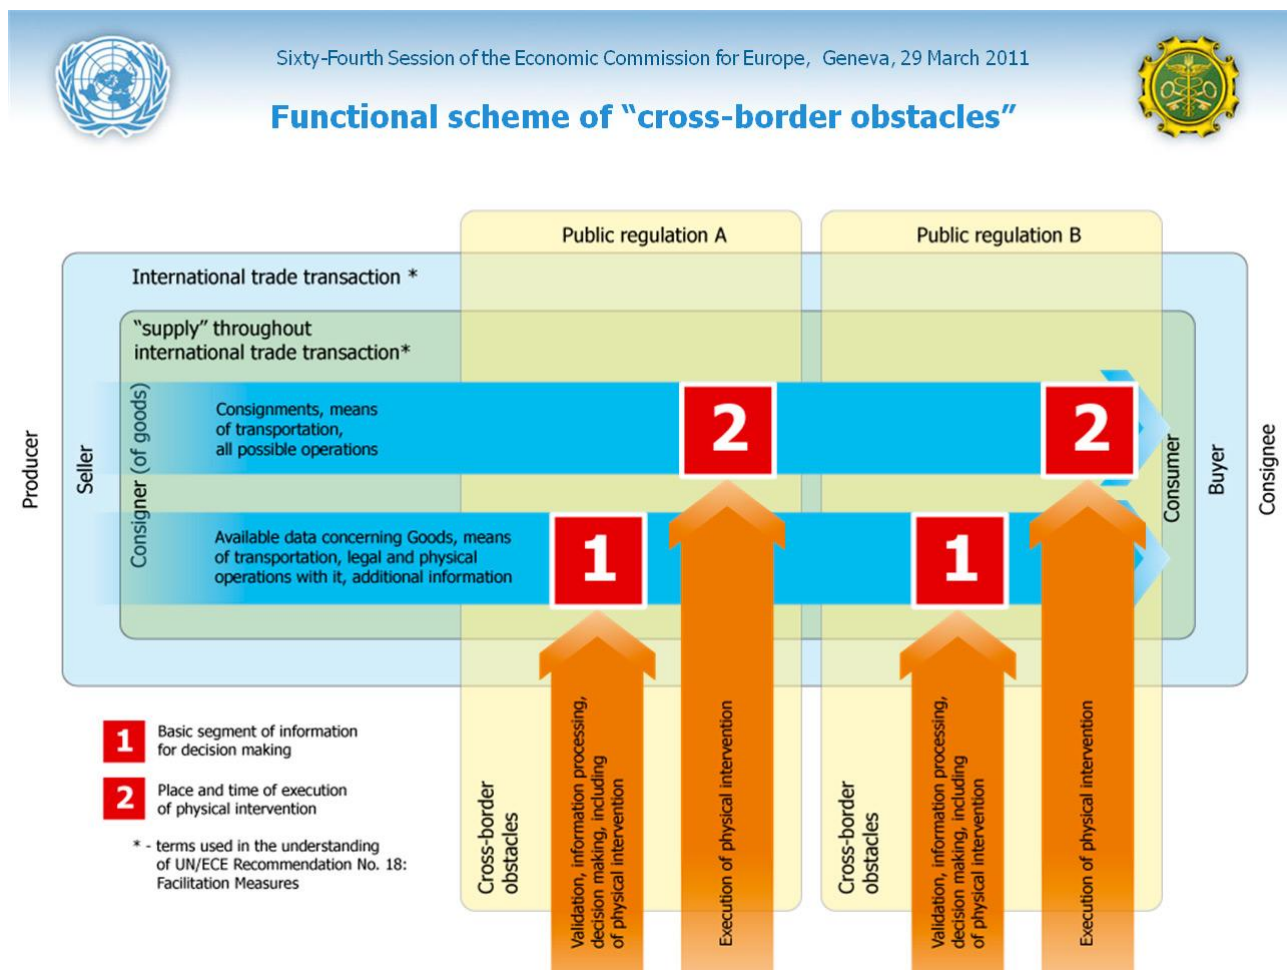 Sixty-Fourth Session of the Economic Commission for Europe, Geneva, 29 March 2011
Functional scheme of “cross-border obstacles”
Public regulation A
Public regulation B
International trade transaction *
“supply” throughout
international trade transaction*
Producer
Seller
Consigner (of goods)
Consignments, means
of transportation,
all possible operations
2
2
Consumer
Buyer
Consignee
Available data concerning Goods, means
of transportation, legal and physical
operations with it, additional information
1
1
1
Basic segment of information
for decision making
2
Place and time of execution
of physical intervention
* - terms used in the understanding
of UN/ECE Recommendation No. 18:
Facilitation Measures
Cross-border
obstacles
Validation, information processing,
decision making, including
of physical intervention
Execution of physical intervention
Cross-border
obstacles
Validation, information processing,
decision making, including
of physical intervention
Execution of physical intervention